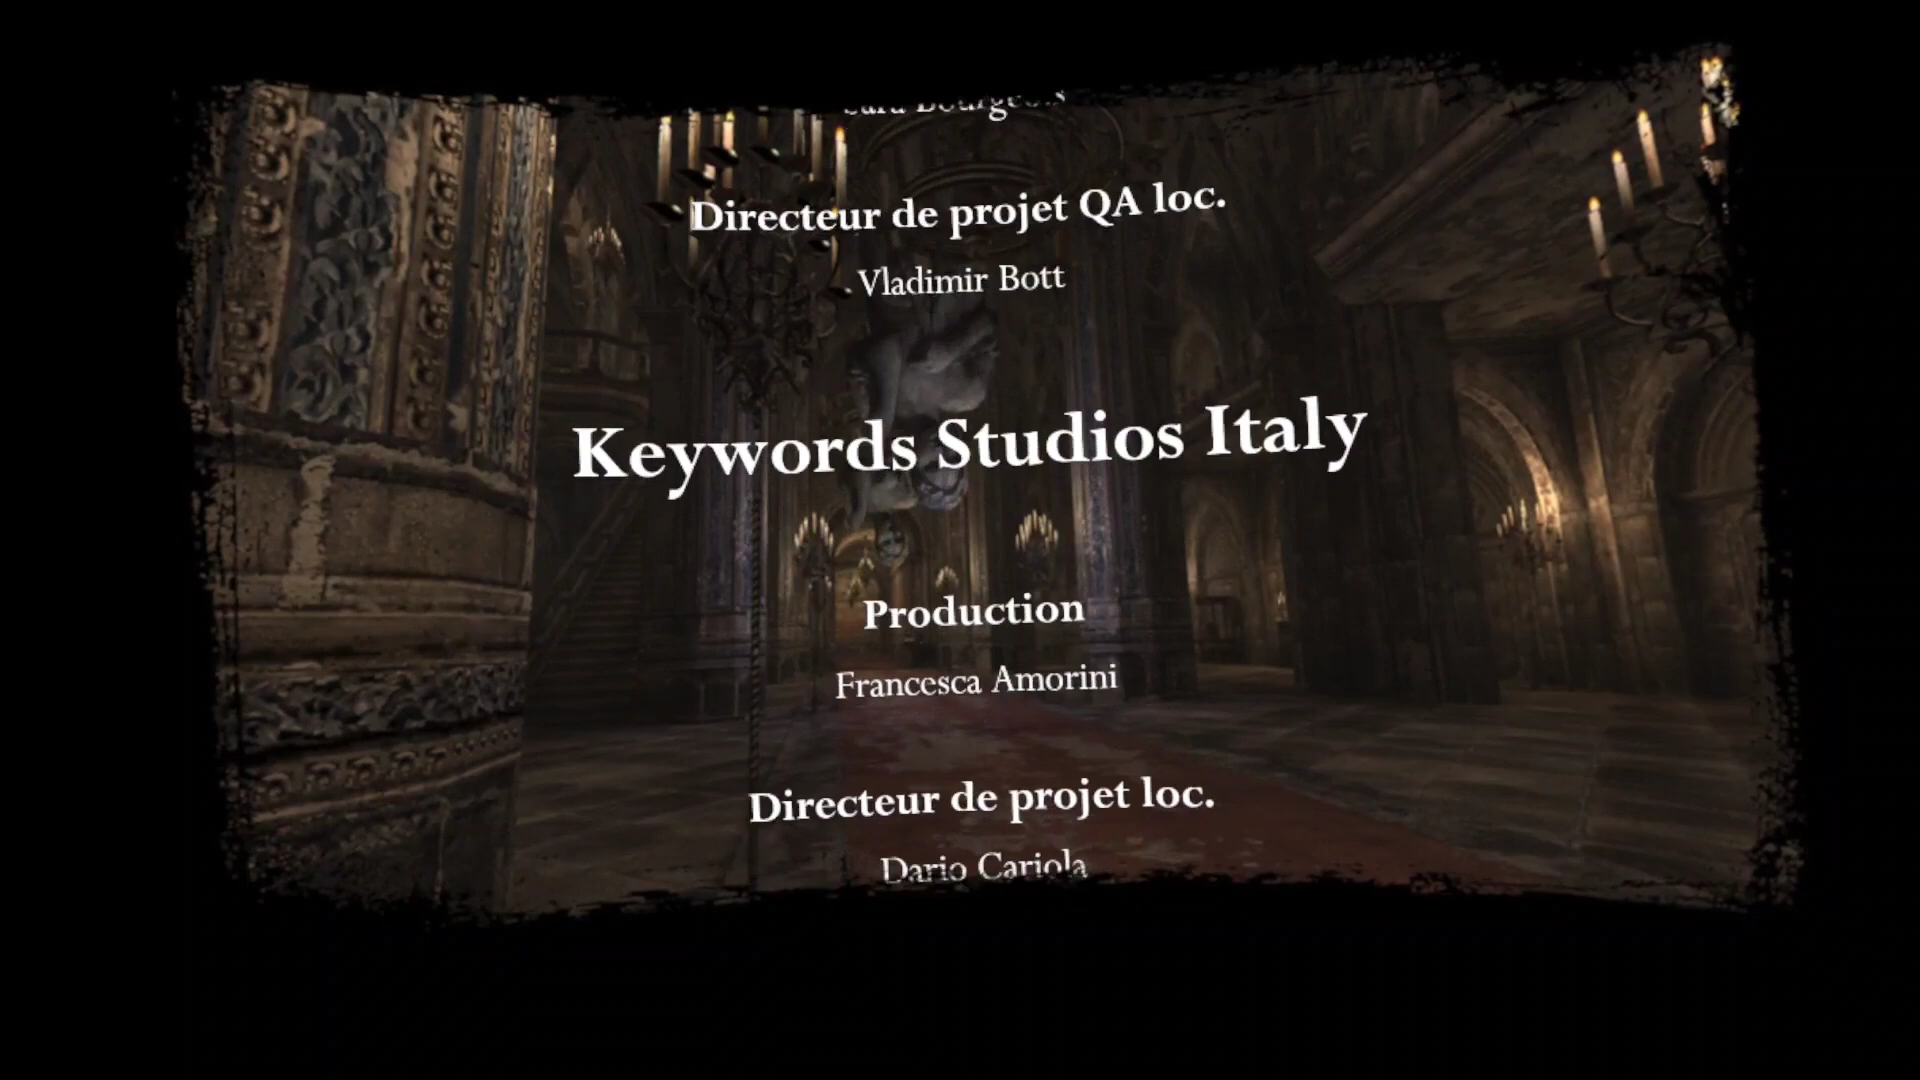 Bourgeois
Directeur de projet QA loc.
Vladimir Bott
Keywords Studios Italy
Production
Francesca Amorini
Directeur de projet loc.
Dario Cariola